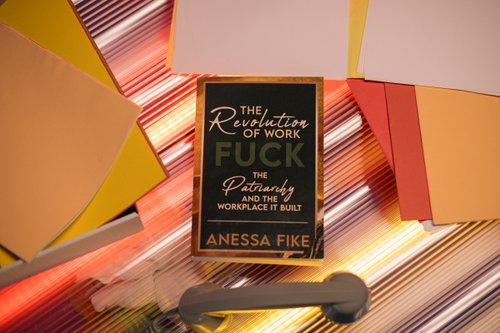 THE
Revolution
OF WORK
FUCK
THE
Patriarchy
AND THE
WORKPLACE IT BUILT
ANESSA FIKE